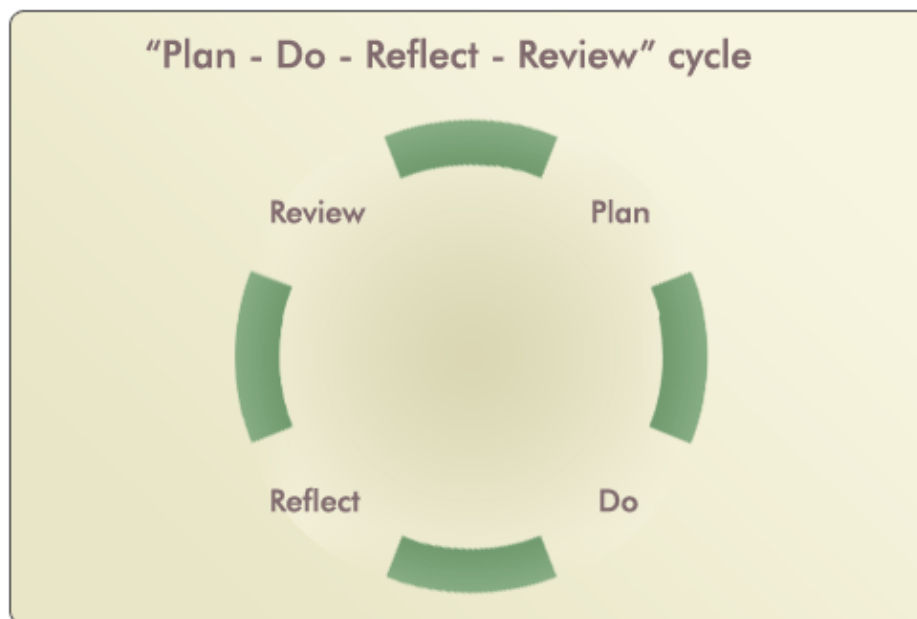 “Plan - Do - Reflect - Review” cycle
Review
Plan
Reflect
Do